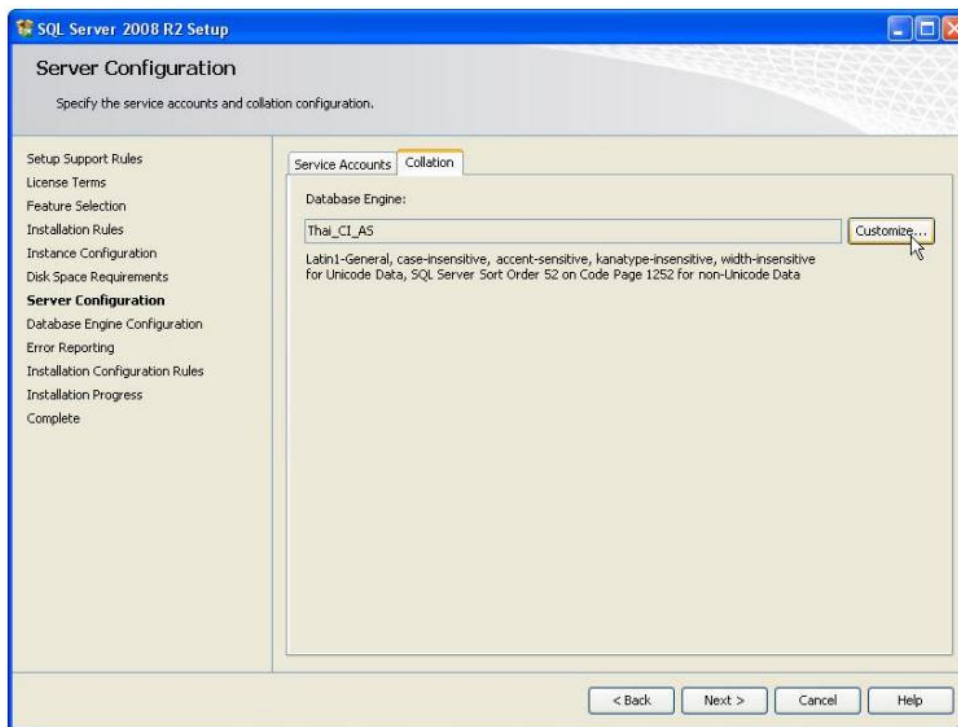 SQL Server 2008 R2 Setup
Server Configuration
Specify the service accounts and collation configuration.
Setup Support Rules
License Terms
Feature Selection
Installation Rules
Instance Configuration
Disk Space Requirements
Server Configuration
Database Engine Configuration
Error Reporting
Installation Configuration Rules
Installation Progress
Complete
Service Accounts
Collation
Database Engine:
Thai_CI_AS
Customize...
Latin1-General, case-insensitive, accent-sensitive, kanatype-insensitive, width-insensitive
for Unicode Data, SQL Server Sort Order 52 on Code Page 1252 for non-Unicode Data
< Back
Next >
Cancel
Help